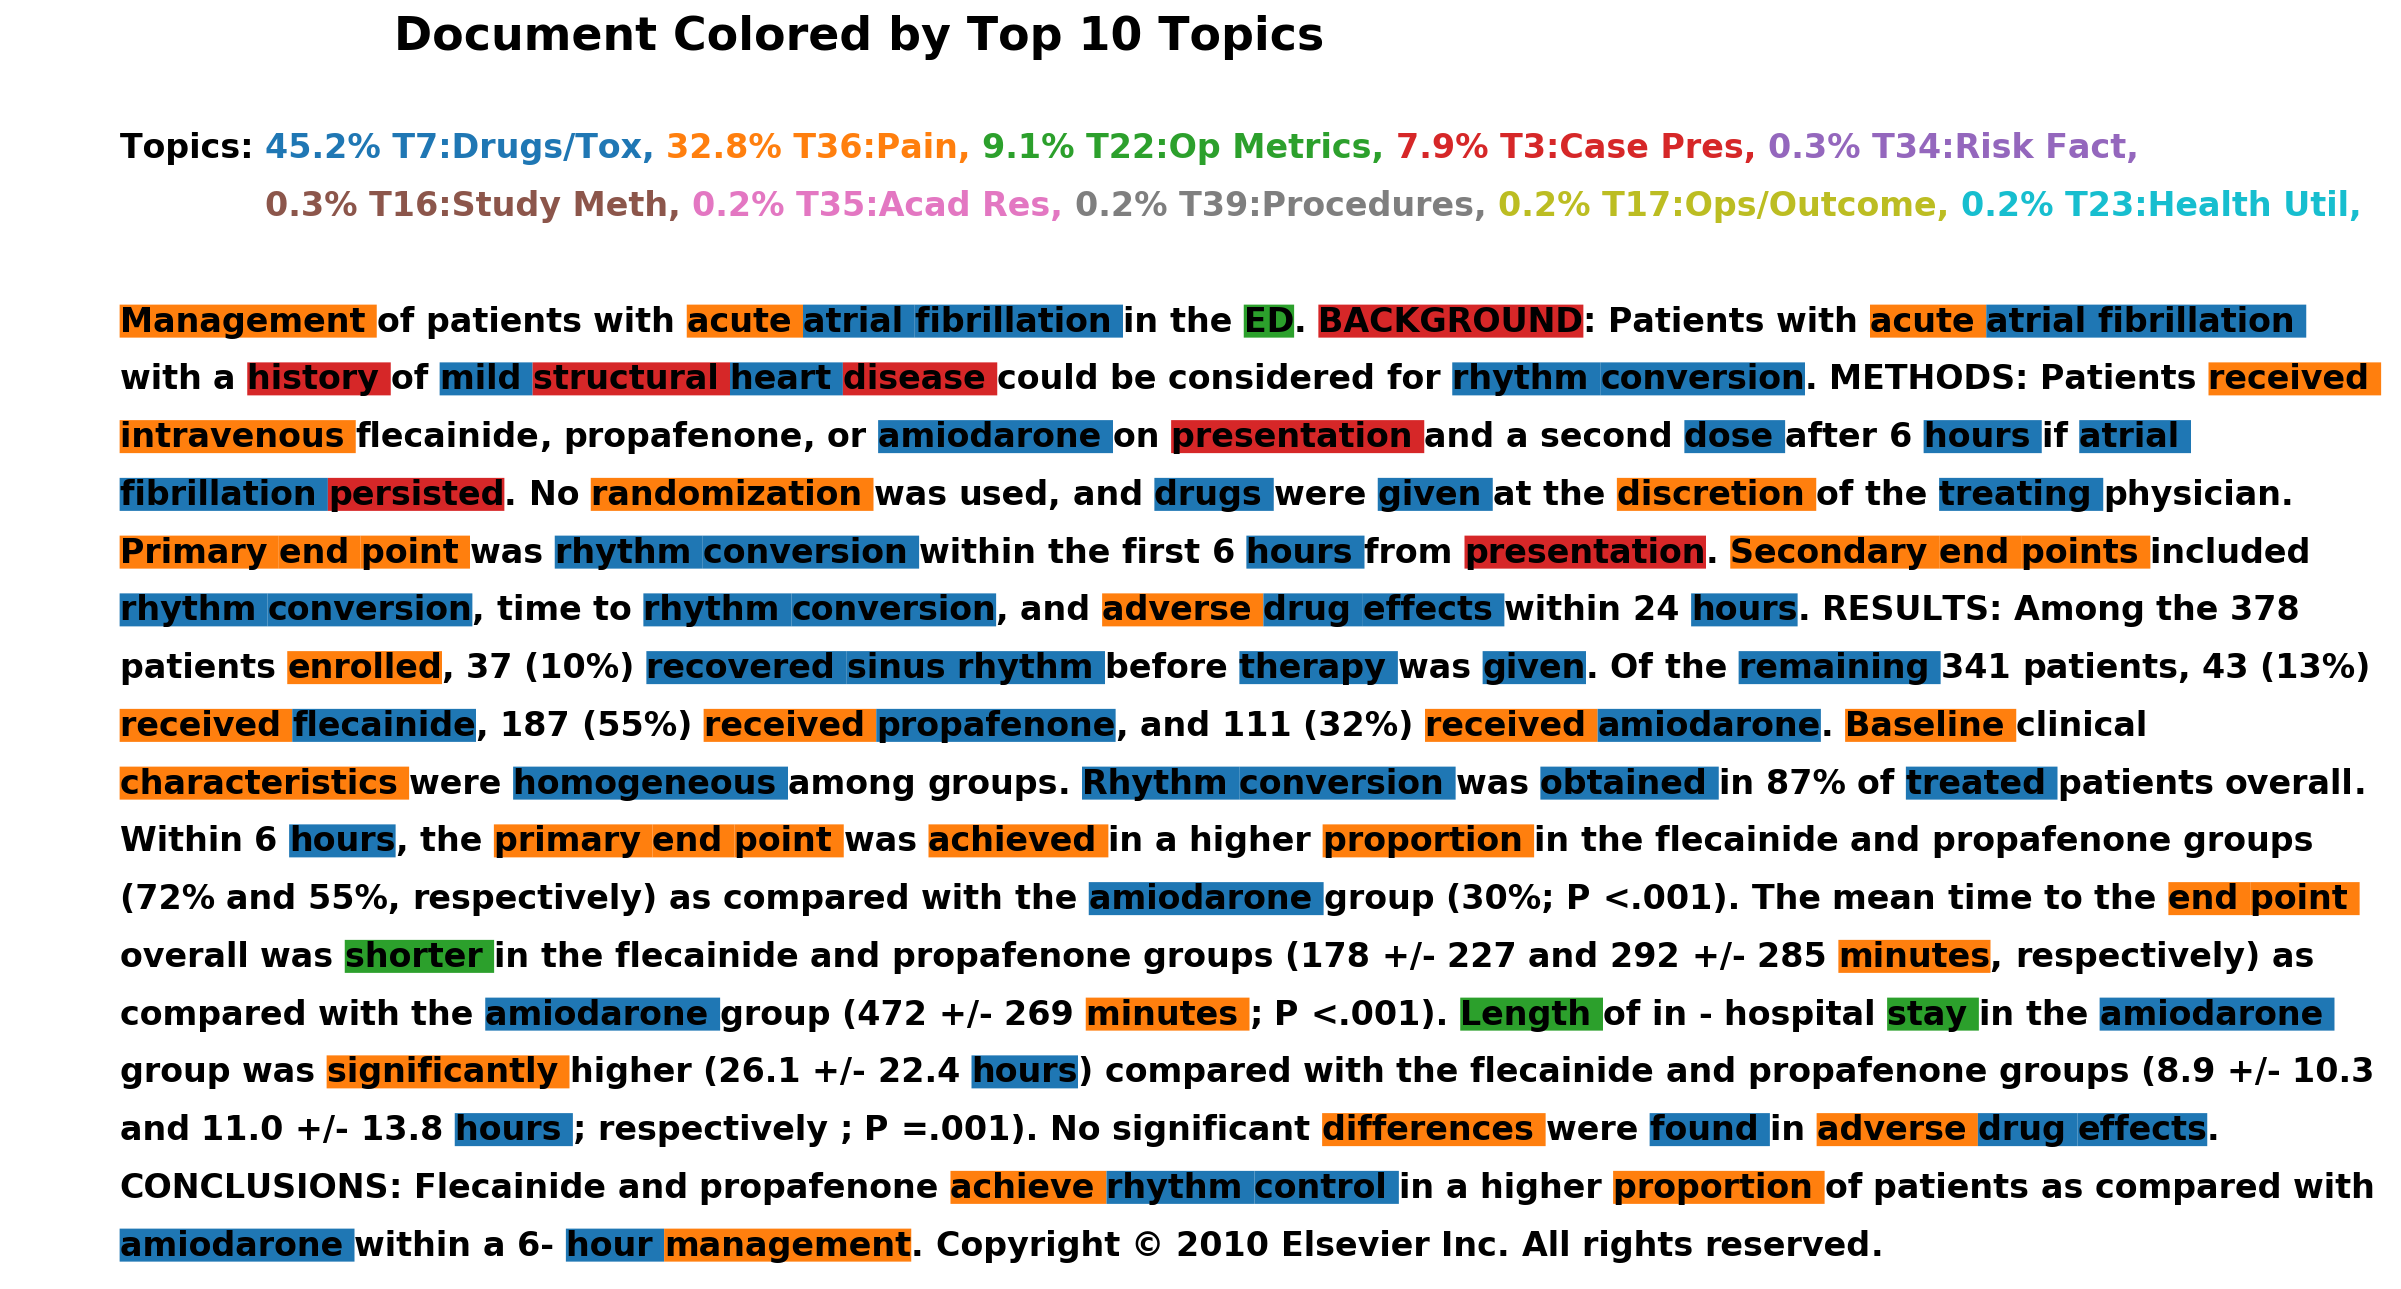 Document Colored by Top 10 Topics
Topics: 45.2% T7:Drugs/Tox, 32.8% T36:Pain, 9.1% T22:Op Metrics, 7.9% T3:Case Pres, 0.3% T34:Risk Fact,
0.3% T16:Study Meth, 0.2% T35:Acad Res, 0.2% T39:Procedures, 0.2% T17:Ops/Outcome, 0.2% T23:Health Util,
Management of patients with acute atrial fibrillation in the ED. BACKGROUND: Patients with acute atrial fibrillation
with a history of mild structural heart disease could be considered for rhythm conversion. METHODS: Patients received
intravenous flecainide, propafenone, or amiodarone on presentation and a second dose after 6 hours if atrial
fibrillation persisted. No randomization was used, and drugs were given at the discretion of the treating physician.
Primary end point was rhythm conversion within the first 6 hours from presentation. Secondary end points included
rhythm conversion, time to rhythm conversion, and adverse drug effects within 24 hours. RESULTS: Among the 378
patients enrolled, 37 (10%) recovered sinus rhythm before therapy was given. Of the remaining 341 patients, 43 (13%)
received flecainide, 187 (55%) received propafenone, and 111 (32%) received amiodarone. Baseline clinical
characteristics were homogeneous among groups. Rhythm conversion was obtained in 87% of treated patients overall.
Within 6 hours, the primary end point was achieved in a higher proportion in the flecainide and propafenone groups
(72% and 55%, respectively) as compared with the amiodarone group (30%; P <.001). The mean time to the end point
overall was shorter in the flecainide and propafenone groups (178 +/- 227 and 292 +/- 285 minutes, respectively) as
compared with the amiodarone group (472 +/- 269 minutes ; P <.001). Length of in - hospital stay in the amiodarone
group was significantly higher (26.1 +/- 22.4 hours) compared with the flecainide and propafenone groups (8.9 +/- 10.3
and 11.0 +/- 13.8 hours ; respectively ; P =.001). No significant differences were found in adverse drug effects.
CONCLUSIONS: Flecainide and propafenone achieve rhythm control in a higher proportion of patients as compared with
amiodarone within a 6- hour management. Copyright © 2010 Elsevier Inc. All rights reserved.